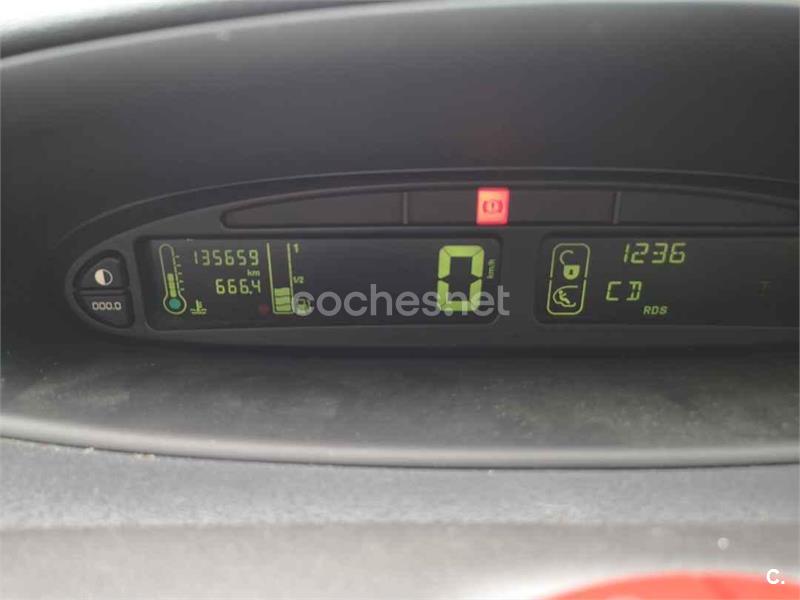 135659
km
666.4
1
1/2
0
km/h
1236
CD
RDS
000.0
coches.net
C.